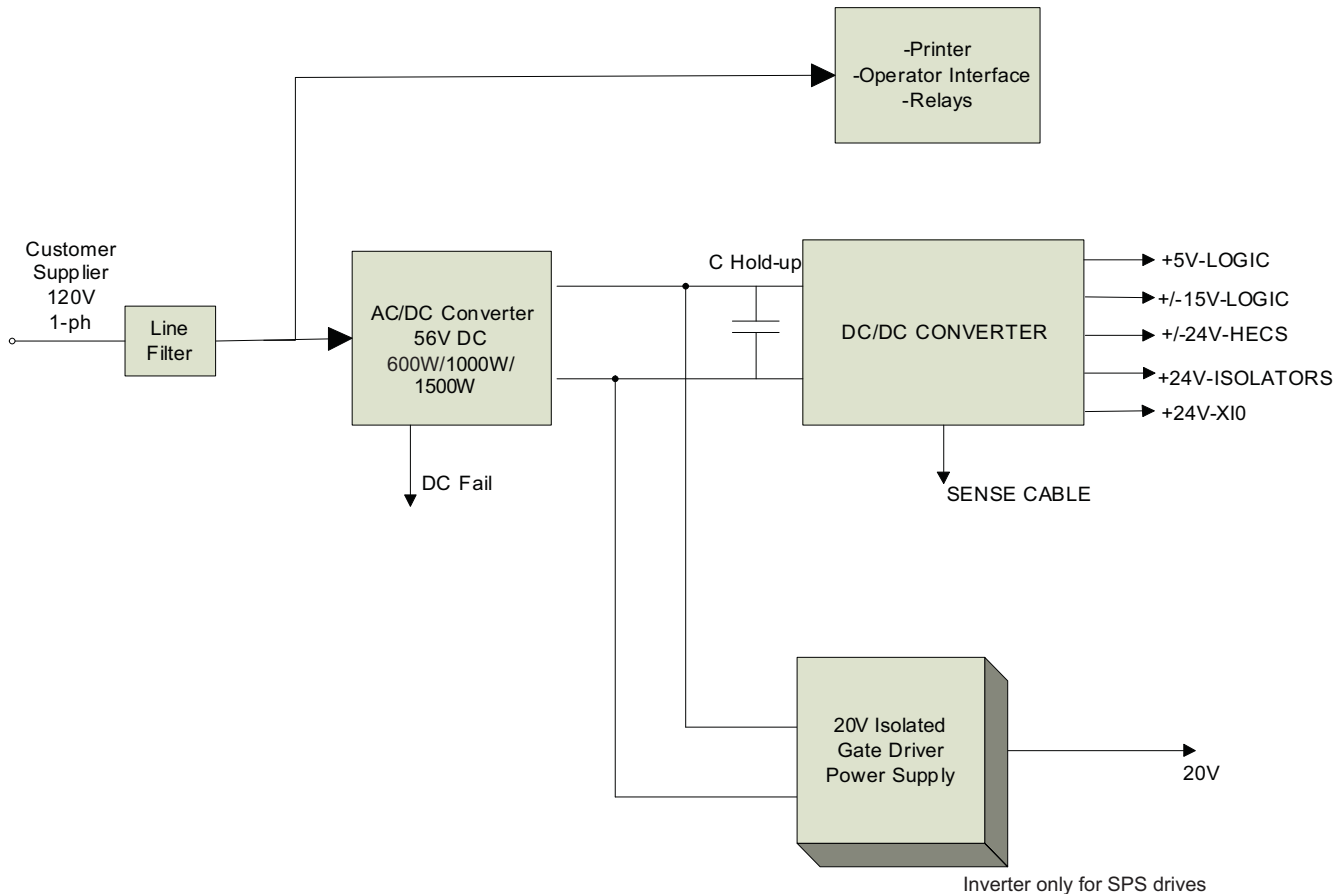 -Printer
-Operator Interface
-Relays
Customer
Supplier
120V
1-ph
Line
Filter
AC/DC Converter
56V DC
600W/1000W/
1500W
DC Fail
C Hold-up
DC/DC CONVERTER
+5V-LOGIC
+/-15V-LOGIC
+/-24V-HECS
+24V-ISOLATORS
+24V-XI0
SENSE CABLE
20V Isolated
Gate Driver
Power Supply
20V
Inverter only for SPS drives